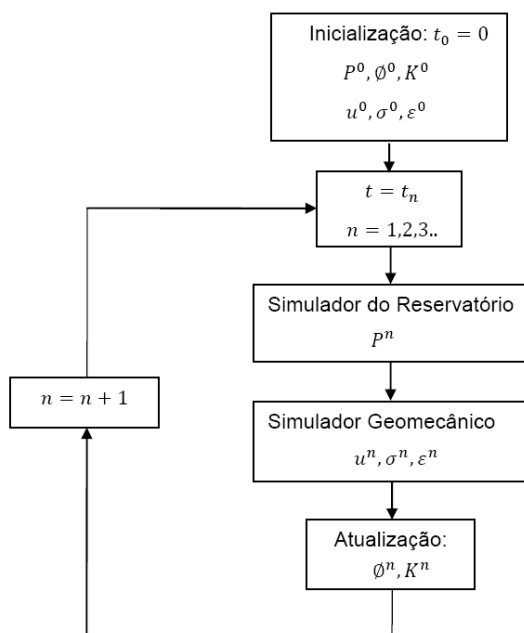 Inicialização: t₀ = 0
P⁰, ∅⁰, K⁰
u⁰, σ⁰, ε⁰
t = tₙ
n = 1,2,3..
Simulador do Reservatório
Pⁿ
n = n + 1
Simulador Geomecânico
uⁿ, σⁿ, εⁿ
Atualização:
∅ⁿ, Kⁿ